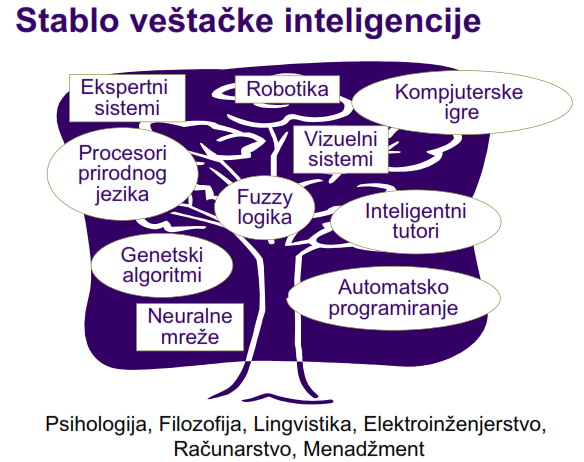 Stablo veštačke inteligencije
Ekspertni
sistemi
Robotika
Kompjuterske
igre
Procesori
prirodnog
jezika
Vizuelni
sistemi
Fuzzy
logika
Inteligentni
tutori
Genetski
algoritmi
Automatsko
programiranje
Neuralne
mreže
Psihologija, Filozofija, Lingvistika, Elektroinženjerstvo,
Računarstvo, Menadžment